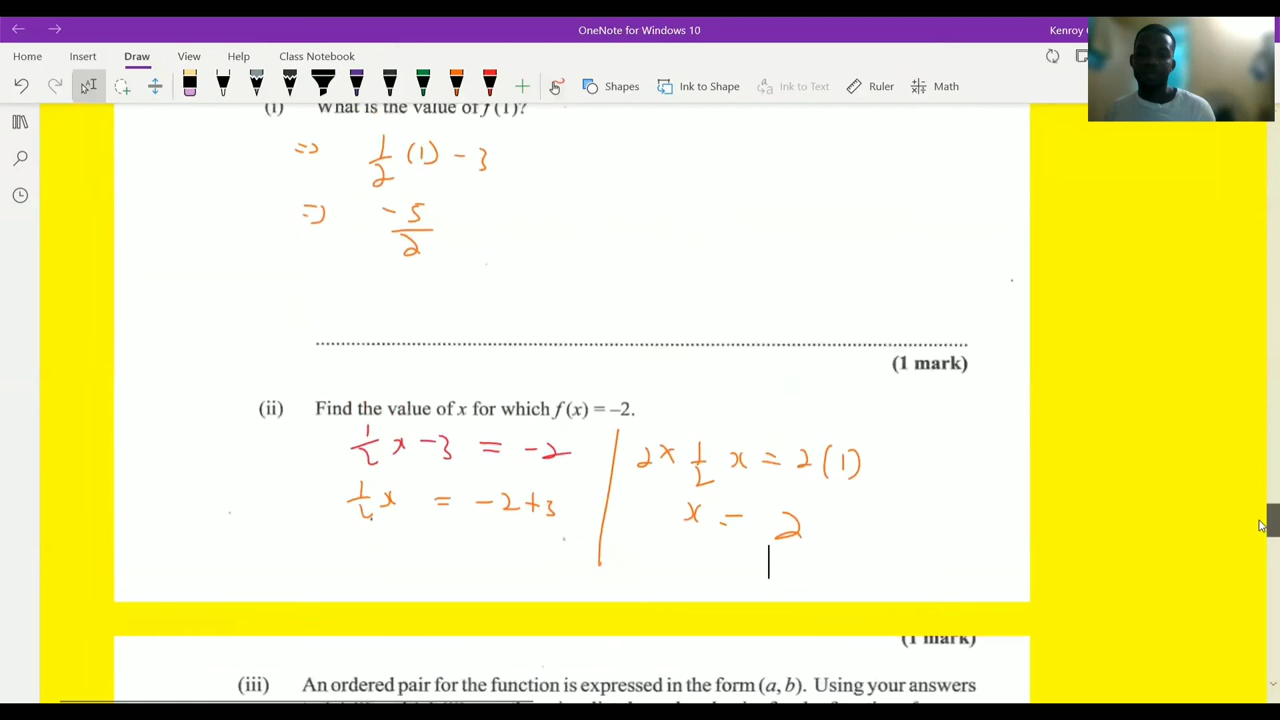 OneNote for Windows 10
Kenroy
Home Insert Draw View Help Class Notebook
Shapes Ink to Shape Ink to Text Ruler Math
(i) What is the value of f (1)?
=> 1/2 (1) - 3
=> -5/2
(1 mark)
(ii) Find the value of x for which f (x) = –2.
1/2 x - 3 = -2
1/2 x = -2+3
2 x 1/2 x = 2 (1)
x = 2
(1 mark)
(iii) An ordered pair for the function is expressed in the form (a, b). Using your answers